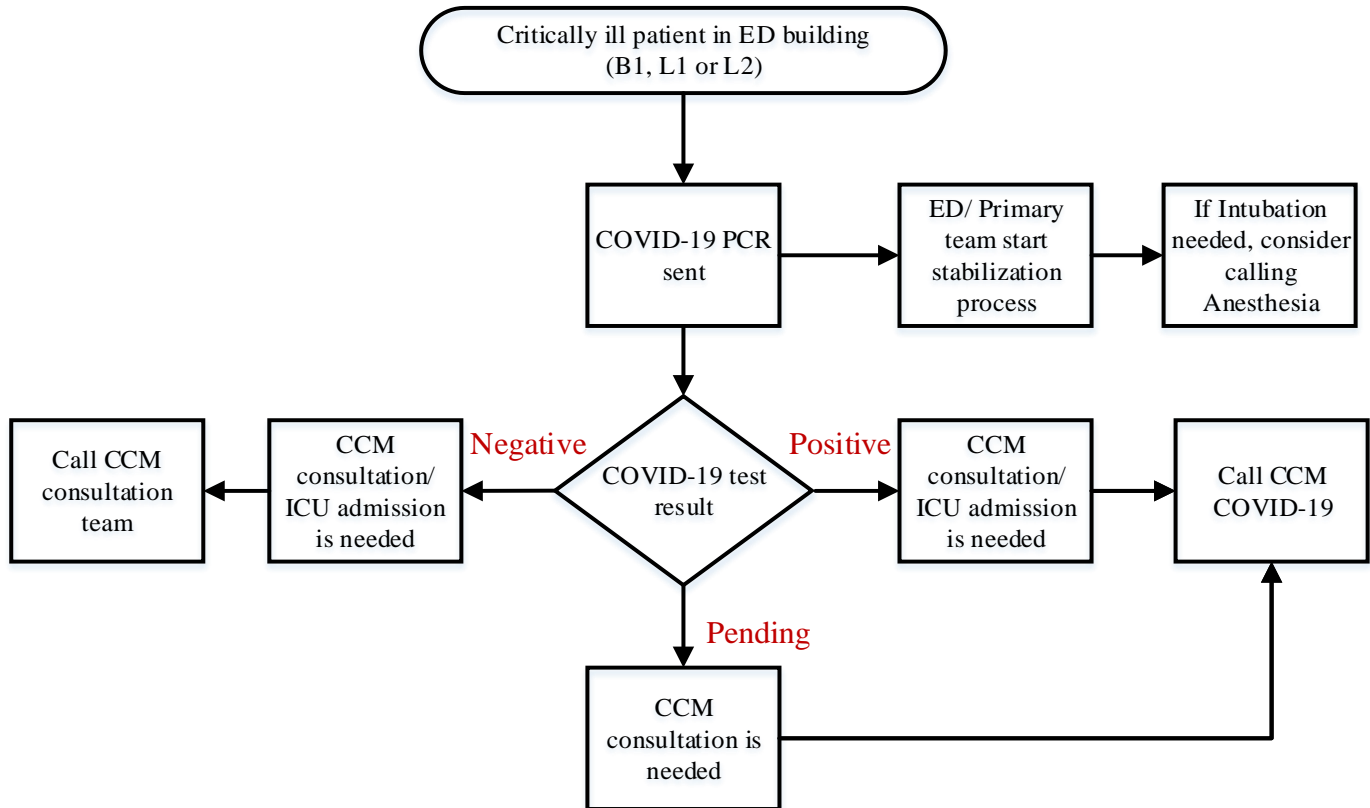 Critically ill patient in ED building
(B1, L1 or L2)
COVID-19 PCR
sent
ED/ Primary
team start
stabilization
process
If Intubation
needed, consider
calling
Anesthesia
Call CCM
consultation
team
CCM
consultation/
ICU admission
is needed
Negative
COVID-19 test
result
Positive
CCM
consultation/
ICU admission
is needed
Call CCM
COVID-19
Pending
CCM
consultation is
needed